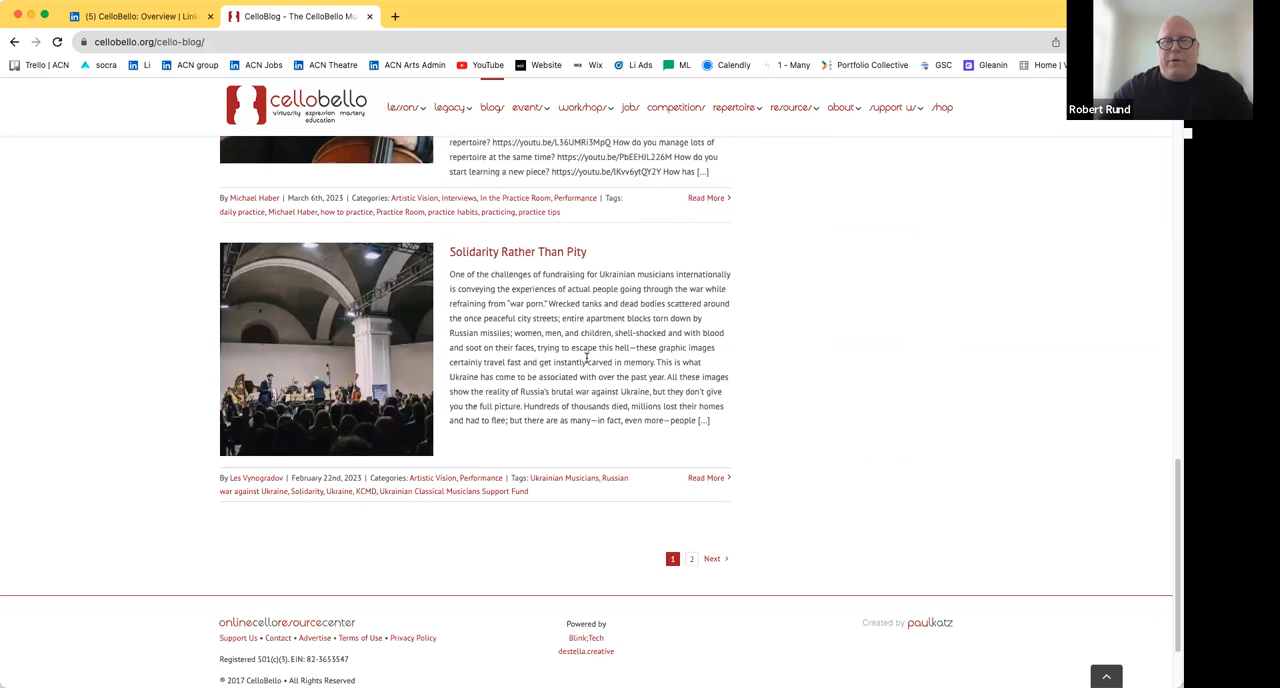 (5) CelloBello: Overview | Link
CelloBello - The CelloBello Mu
cellobello.org/cello-blog/
Trello | ACN
socra
Li
ACN group
ACN Jobs
ACN Theatre
ACN Arts Admin
YouTube
Website
Wix
Li Ads
ML
Calendly
1 - Many
Portfolio Collective
GSC
Gleanin
Home | V
Robert Rund
cellobello
virtuosity expression mastery
education
lessons
legacy
blogs
events
workshops
jobs
competitions
repertoire
resources
about
support us
shop
repertoire? https://youtu.be/L36UMRi3MpQ How do you manage lots of
repertoire at the same time? https://youtu.be/PbEEHJL226M How do you
start learning a new piece? https://youtu.be/lKvv6ytQY2Y How has [...]
By Michael Haber | March 6th, 2023 | Categories: Artistic Vision, Interviews, In the Practice Room, Performance | Tags:
daily practice, Michael Haber, how to practice, Practice Room, practice habits, practicing, practice tips
Read More
Solidarity Rather Than Pity
One of the challenges of fundraising for Ukrainian musicians internationally
is conveying the experiences of actual people going through the war while
refraining from "war porn." Wrecked tanks and dead bodies scattered around
the once peaceful city streets; entire apartment blocks torn down by
Russian missiles; women, men, and children, shell-shocked and with blood
and soot on their faces, trying to escape this hell—these graphic images
certainly travel fast and get instantly carved in memory. This is what
Ukraine has come to be associated with over the past year. All these images
show the reality of Russia's brutal war against Ukraine, but they don't give
you the full picture. Hundreds of thousands died, millions lost their homes
and had to flee; but there are as many—in fact, even more—people [...]
By Les Vynogradov | February 22nd, 2023 | Categories: Artistic Vision, Performance | Tags: Ukrainian Musicians, Russian
war against Ukraine, Solidarity, Ukraine, KCMD, Ukrainian Classical Musicians Support Fund
Read More
1 2 Next
onlinecelloresourcecenter
Support Us • Contact • Advertise • Terms of Use • Privacy Policy
Registered 501(c)(3). EIN: 82-3653547
® 2017 CelloBello • All Rights Reserved
Powered by
Blink;Tech
destella.creative
Created by paulkatz